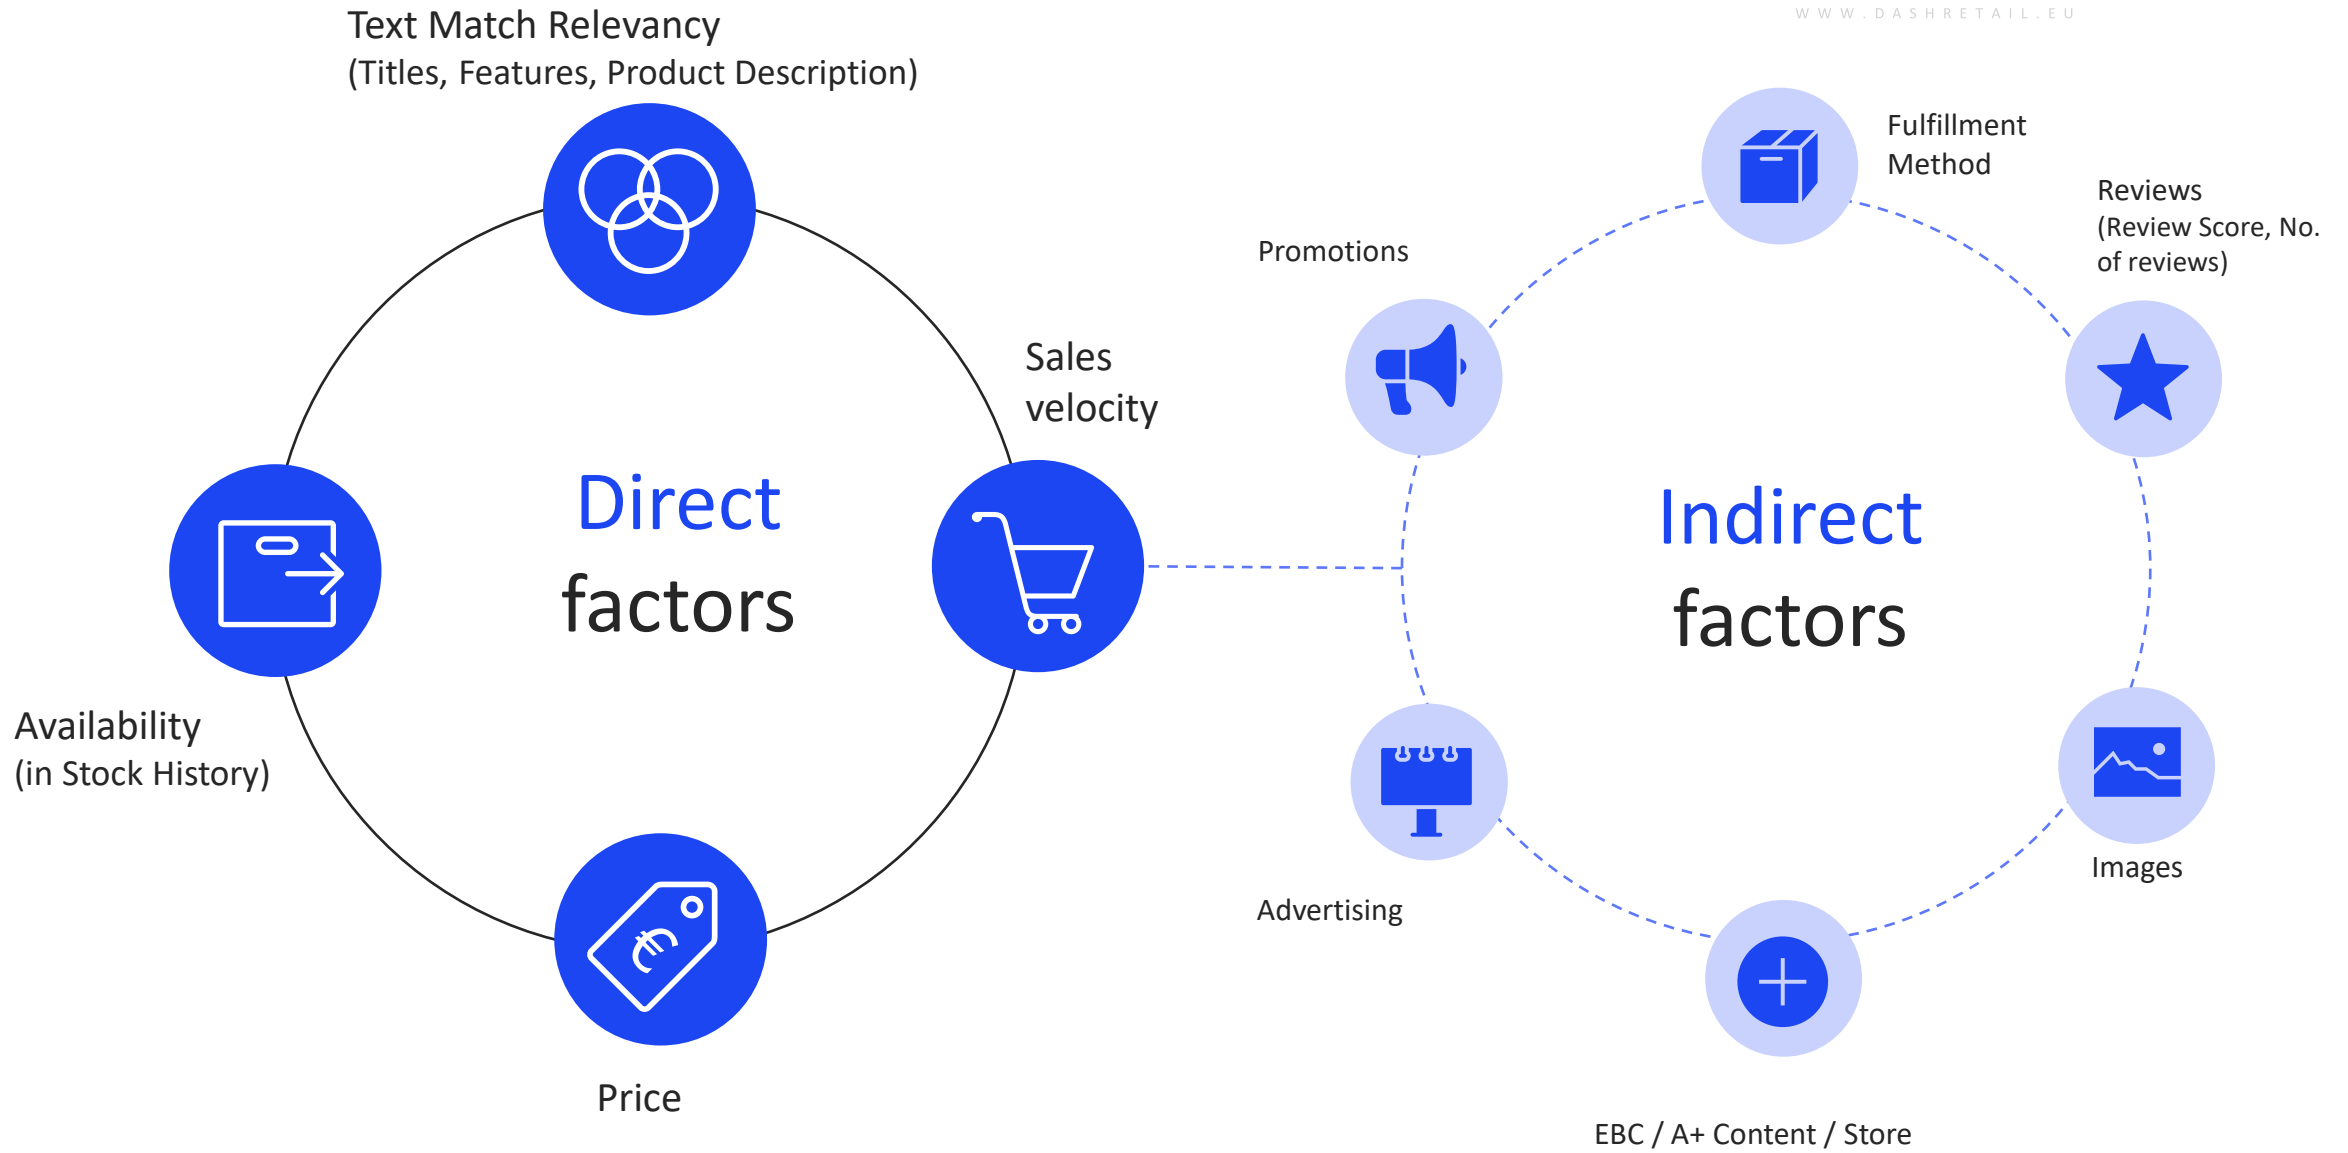 WWW.DASHRETAIL.EU
Text Match Relevancy
(Titles, Features, Product Description)
Sales
velocity
Direct
factors
Availability
(in Stock History)
Price
Fulfillment
Method
Reviews
(Review Score, No.
of reviews)
Promotions
Indirect
factors
Images
Advertising
EBC / A+ Content / Store